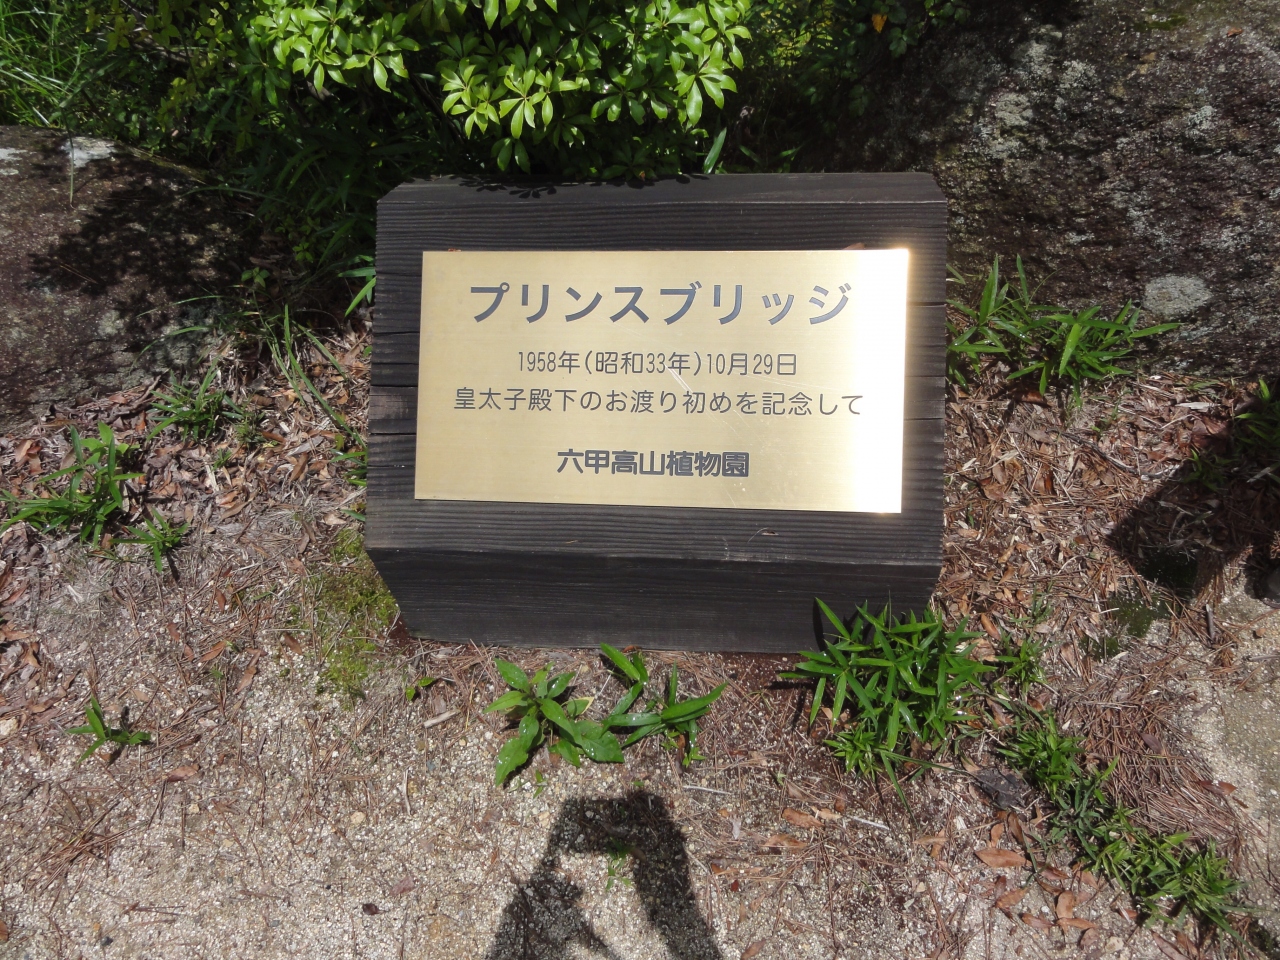 プリンスブリッジ
1958年(昭和33年)10月29日
皇太子殿下のお渡り初めを記念して
六甲高山植物園